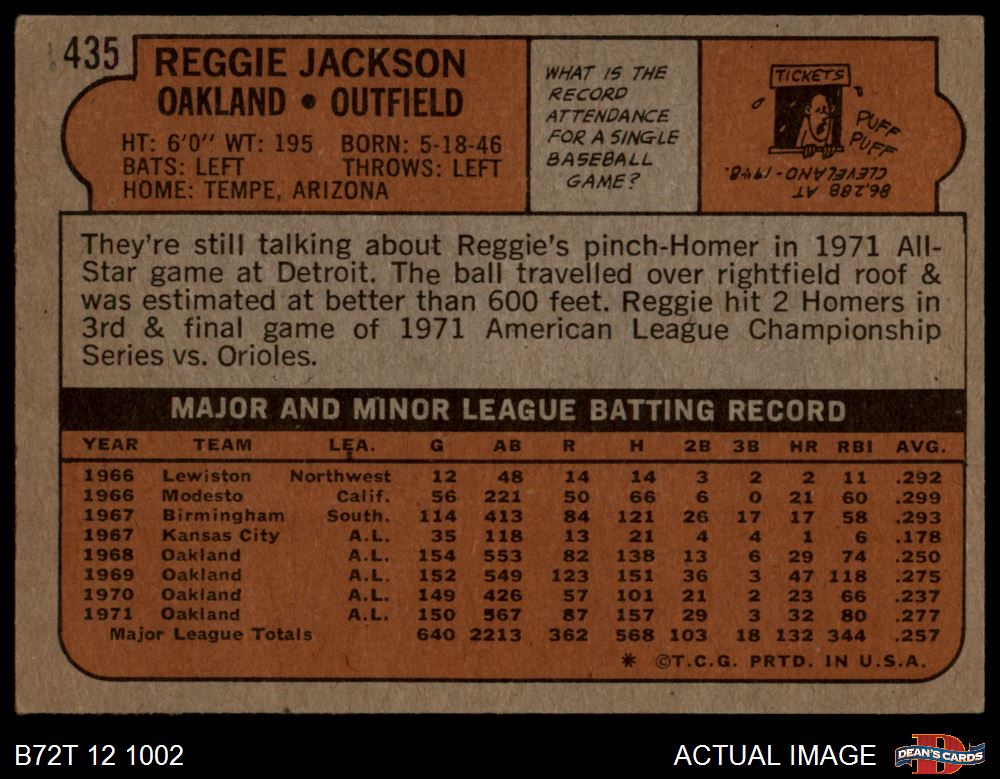 435
REGGIE JACKSON
OAKLAND • OUTFIELD
HT: 6'0" WT: 195 BORN: 5-18-46
BATS: LEFT THROWS: LEFT
HOME: TEMPE, ARIZONA
WHAT IS THE
RECORD
ATTENDANCE
FOR A SINGLE
BASEBALL
GAME?
TICKETS
PUFF
PUFF
86,288 AT
CLEVELAND-1948.
They're still talking about Reggie's pinch-Homer in 1971 All-
Star game at Detroit. The ball travelled over rightfield roof &
was estimated at better than 600 feet. Reggie hit 2 Homers in
3rd & final game of 1971 American League Championship
Series vs. Orioles.
MAJOR AND MINOR LEAGUE BATTING RECORD
YEAR TEAM LEA. G AB R H 2B 3B HR RBI AVG.
1966 Lewiston Northwest 12 48 14 14 3 2 2 11 .292
1966 Modesto Calif. 56 221 50 66 6 0 21 60 .299
1967 Birmingham South. 114 413 84 121 26 17 17 58 .293
1967 Kansas City A.L. 35 118 13 21 4 4 1 6 .178
1968 Oakland A.L. 154 553 82 138 13 6 29 74 .250
1969 Oakland A.L. 152 549 123 151 36 3 47 118 .275
1970 Oakland A.L. 149 426 57 101 21 2 23 66 .237
1971 Oakland A.L. 150 567 87 157 29 3 32 80 .277
Major League Totals 640 2213 362 568 103 18 132 344 .257
* ©T.C.G. PRTD. IN U.S.A.
B72T 12 1002
ACTUAL IMAGE
DEAN'S CARDS